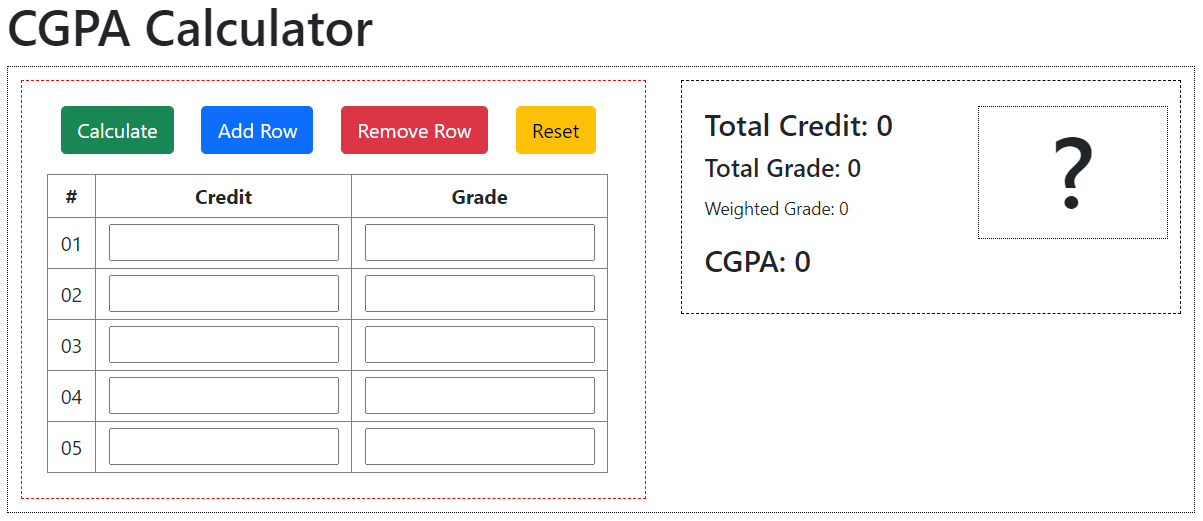 CGPA Calculator
Calculate Add Row Remove Row Reset
# Credit Grade
01
02
03
04
05
Total Credit: 0
Total Grade: 0
Weighted Grade: 0
CGPA: 0
?